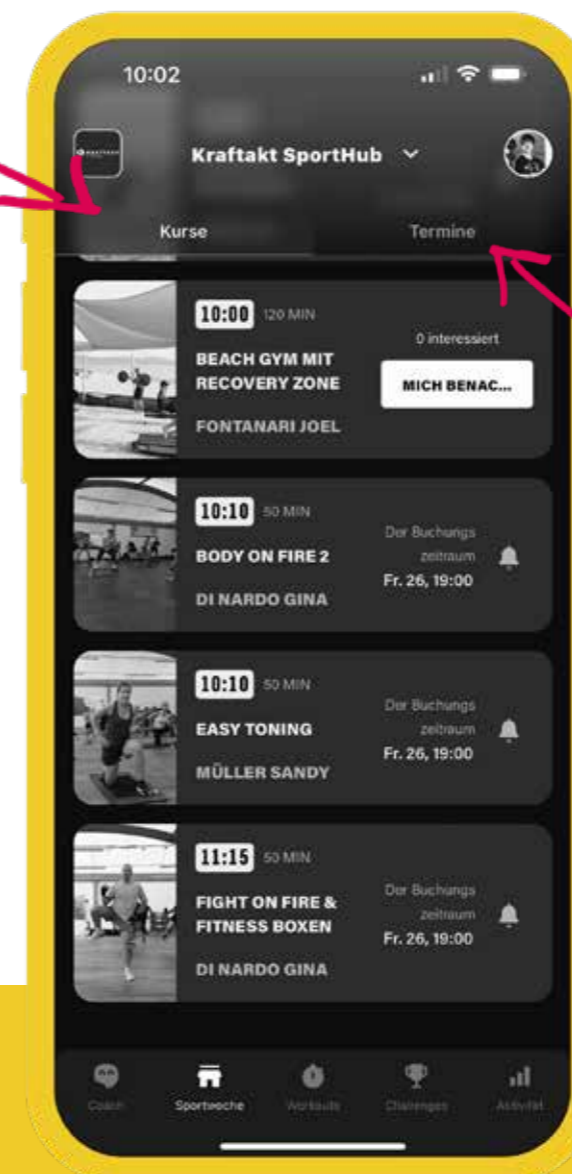 10:02
Kraftakt SportHub
Kurse
Termine
10:00 120 MIN
BEACH GYM MIT
RECOVERY ZONE
FONTANARI JOEL
0 interessiert
MICH BENAC...
10:10 50 MIN
BODY ON FIRE 2
DI NARDO GINA
Der Buchungs
zeitraum
Fr. 26, 19:00
10:10 50 MIN
EASY TONING
MÜLLER SANDY
Der Buchungs
zeitraum
Fr. 26, 19:00
11:15 50 MIN
FIGHT ON FIRE &
FITNESS BOXEN
DI NARDO GINA
Der Buchungs
zeitraum
Fr. 26, 19:00
Coach
Sportwoche
Workouts
Challenges
Aktivität